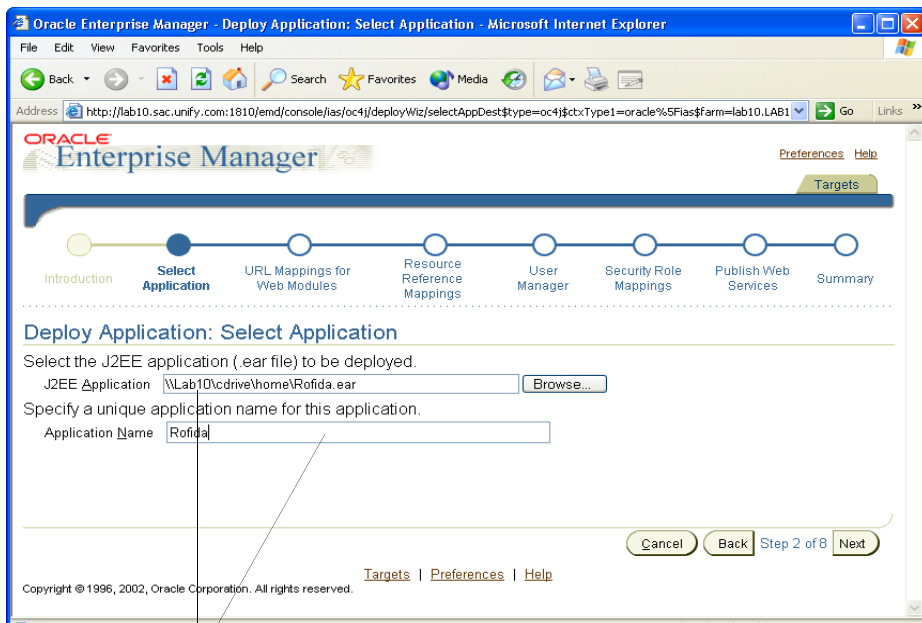 Oracle Enterprise Manager - Deploy Application: Select Application - Microsoft Internet Explorer
File Edit View Favorites Tools Help
Back Search Favorites Media
Address http://lab10.sac.unify.com:1810/emd/console/ias/oc4j/deployWiz/selectAppDest$type=oc4j$ctxType1=oracle%5Fias$farm=lab10.LAB1 Go Links »
ORACLE
Enterprise Manager
Preferences Help
Targets
Introduction
Select Application
URL Mappings for Web Modules
Resource Reference Mappings
User Manager
Security Role Mappings
Publish Web Services
Summary
Deploy Application: Select Application
Select the J2EE application (.ear file) to be deployed.
J2EE Application \\Lab10\cdrive\home\Rofida.ear Browse...
Specify a unique application name for this application.
Application Name Rofida
Cancel Back Step 2 of 8 Next
Targets | Preferences | Help
Copyright © 1996, 2002, Oracle Corporation. All rights reserved.